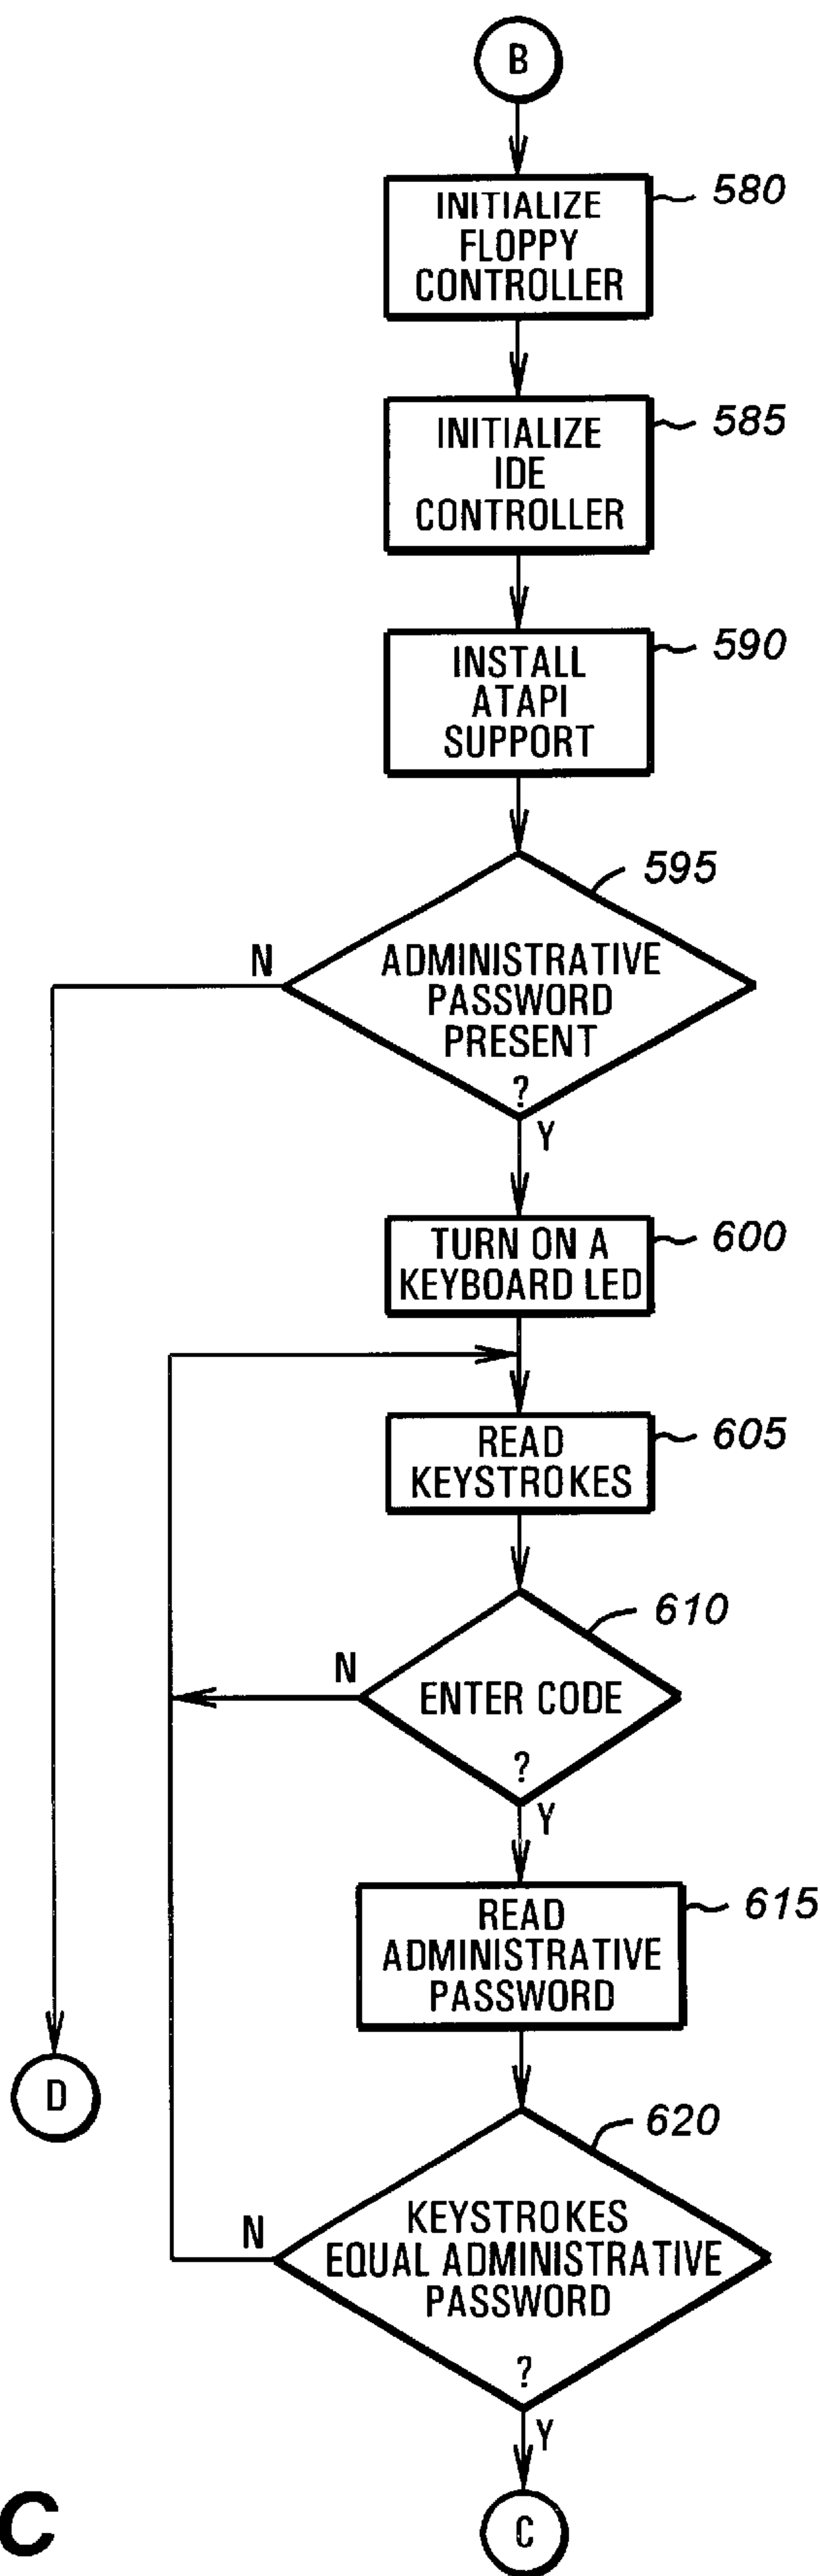 B
580
INITIALIZE
FLOPPY
CONTROLLER
585
INITIALIZE
IDE
CONTROLLER
590
INSTALL
ATAPI
SUPPORT
595
N
ADMINISTRATIVE
PASSWORD
PRESENT
?
Y
600
TURN ON A
KEYBOARD LED
605
READ
KEYSTROKES
610
N
ENTER CODE
?
Y
615
READ
ADMINISTRATIVE
PASSWORD
D
620
N
KEYSTROKES
EQUAL ADMINISTRATIVE
PASSWORD
?
Y
C
C